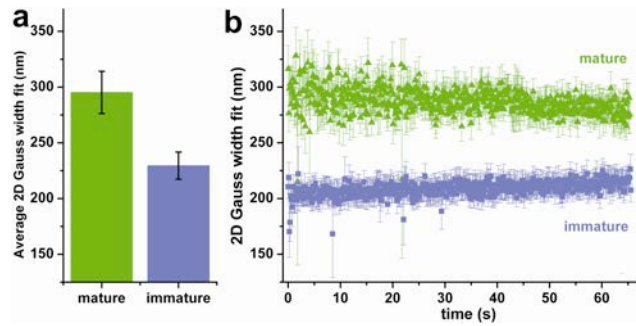 a
350
300
250
200
150
Average 2D Gauss width fit (nm)
mature immature
b
350
300
250
200
150
2D Gauss width fit (nm)
mature
immature
0 10 20 30 40 50 60
time (s)